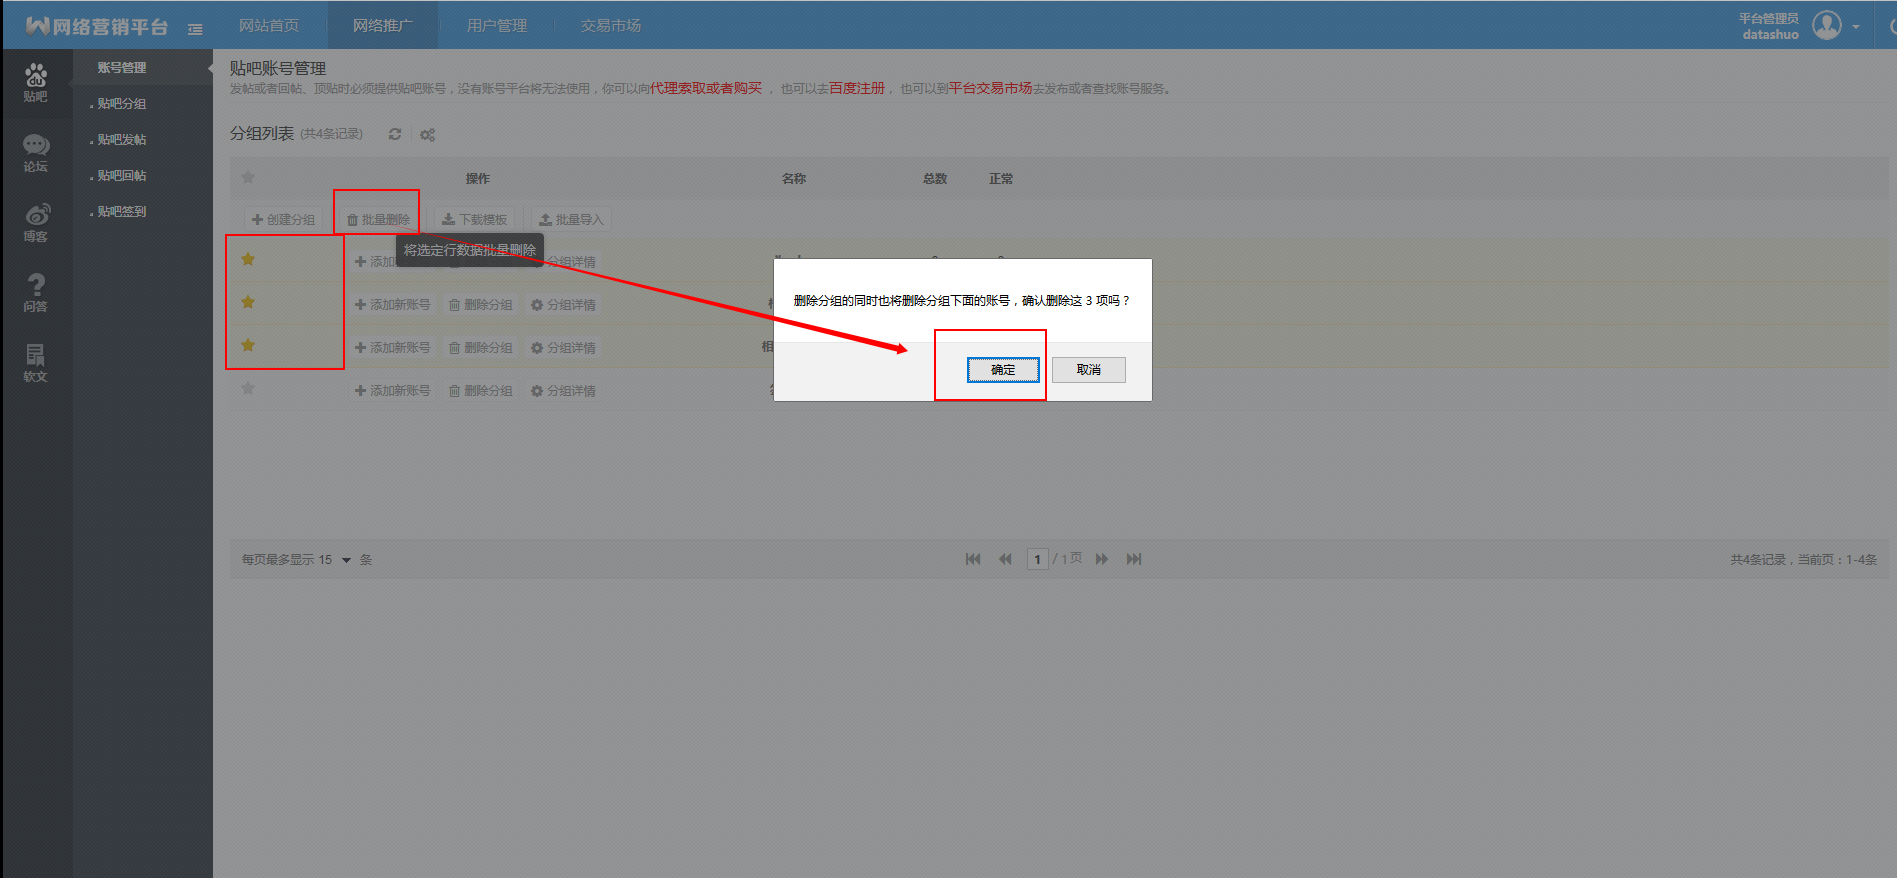 网络营销平台
网站首页 网络推广 用户管理 交易市场
平台管理员
datashuo
贴吧
论坛
博客
问答
软文
账号管理
贴吧分组
贴吧发帖
贴吧回帖
贴吧签到
贴吧账号管理
发帖或者回帖、顶贴时必须提供贴吧账号，没有账号平台将无法使用，你可以向代理索取或者购买 ，也可以去百度注册 ，也可以到平台交易市场去发布或者查找账号服务。
分组列表 (共4条记录)
操作 名称 总数 正常
创建分组 批量删除 下载模板 批量导入
将选定行数据批量删除
添加 分组详情
添加新账号 删除分组 分组详情
添加新账号 删除分组 分组详情 相
添加新账号 删除分组 分组详情
删除分组的同时也将删除分组下面的账号，确认删除这 3 项吗？
确定 取消
每页最多显示 15 条
1 / 1页
共4条记录，当前页：1-4条